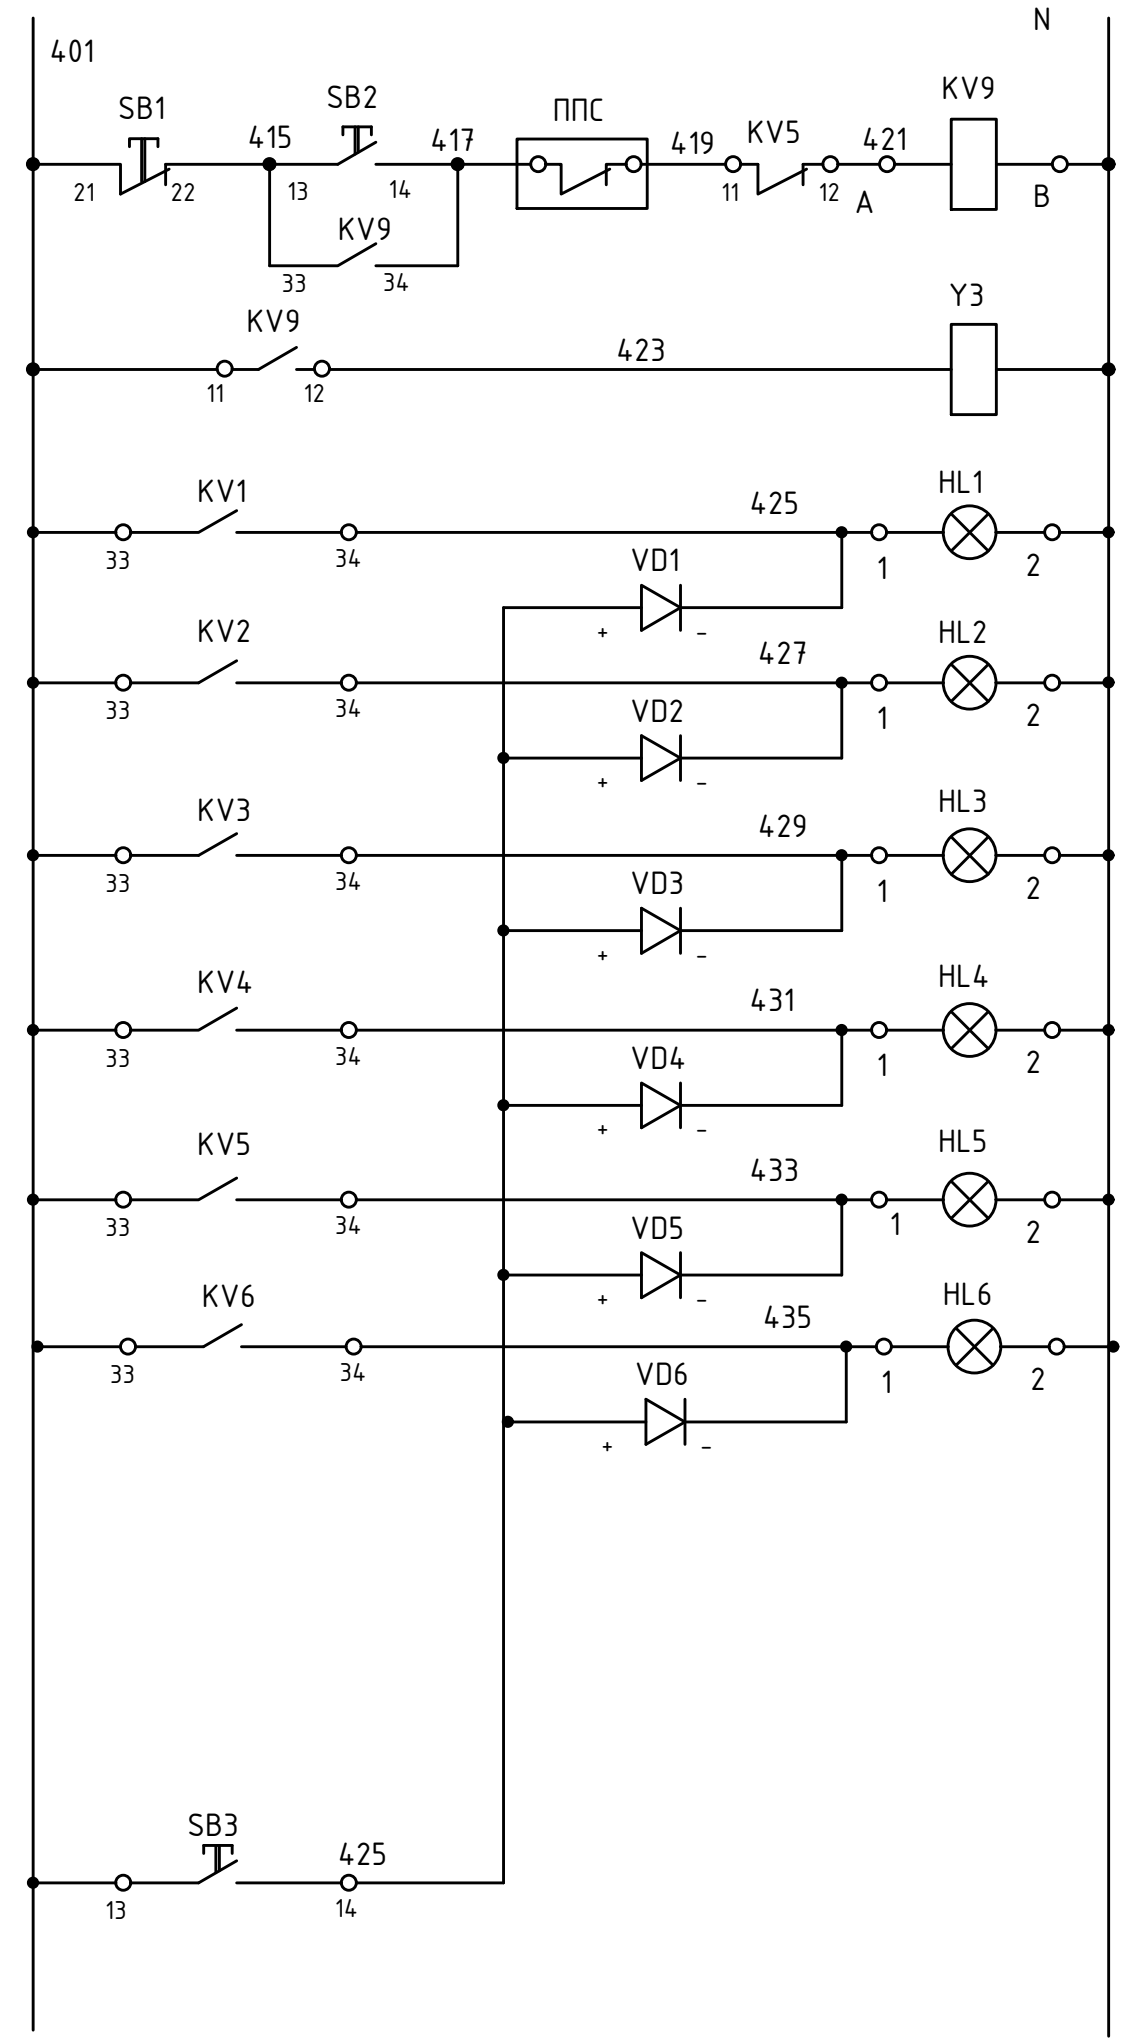 N
401
SB1 SB2 ППС KV9
415 417 419 KV5 421
21 22 13 14 11 12 A B
KV9
33 34
KV9 Y3
423
11 12
KV1 425 HL1
33 34 VD1 1 2
+ -
KV2 427 HL2
33 34 VD2 1 2
+ -
KV3 429 HL3
33 34 VD3 1 2
+ -
KV4 431 HL4
33 34 VD4 1 2
+ -
KV5 433 HL5
33 34 VD5 1 2
+ -
KV6 435 HL6
33 34 VD6 1 2
+ -
SB3 425
13 14